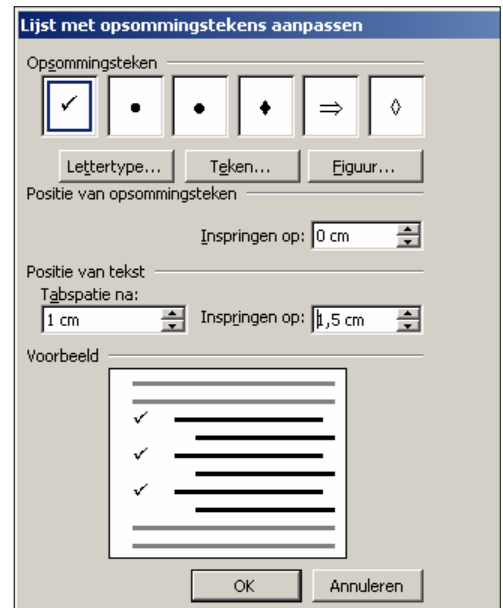 Lijst met opsommingstekens aanpassen
Opsommingsteken
Lettertype... Teken... Figuur...
Positie van opsommingsteken
Inspringen op: 0 cm
Positie van tekst
Tabspatie na:
1 cm Inspringen op: 1,5 cm
Voorbeeld
OK Annuleren